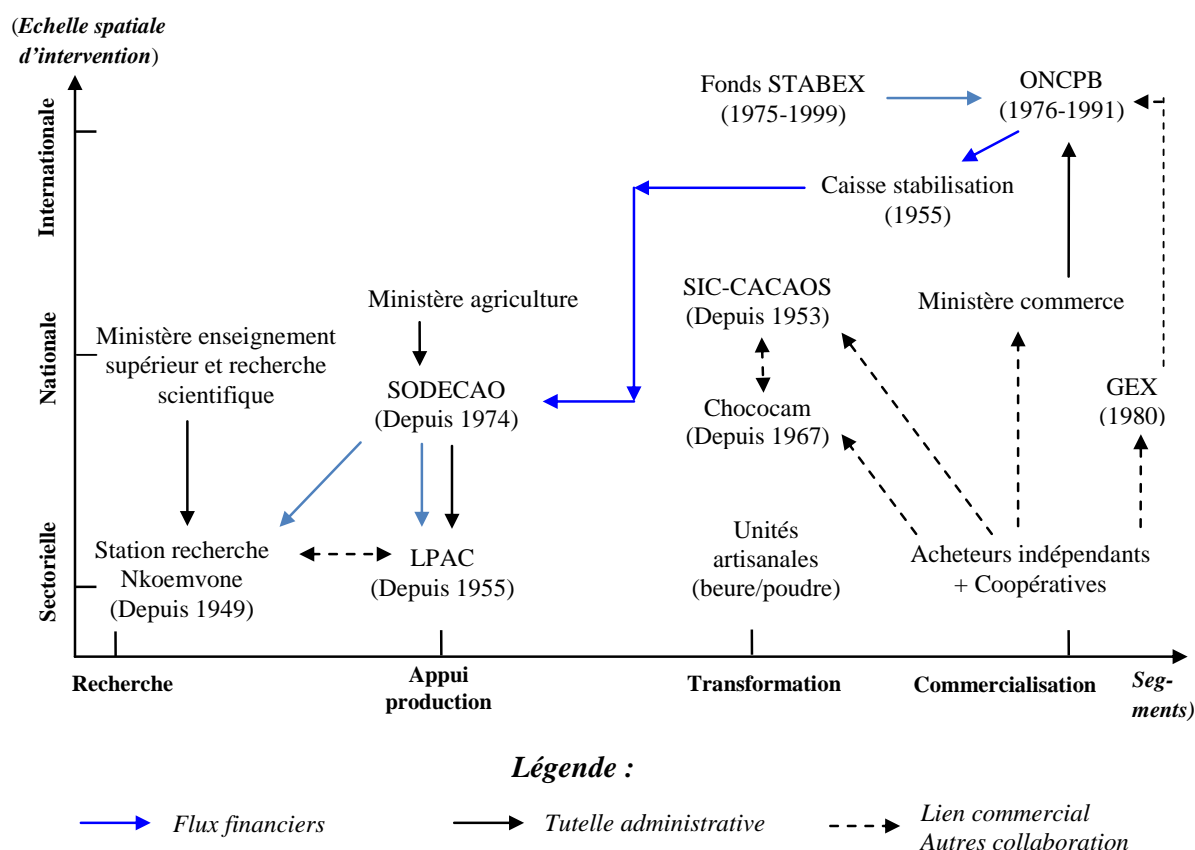 (Echelle spatiale
d'intervention)
Internationale
Nationale
Sectorielle
Fonds STABEX
(1975-1999)
ONCPB
(1976-1991)
Caisse stabilisation
(1955)
Ministère agriculture
SIC-CACAOS
(Depuis 1953)
Ministère commerce
Ministère enseignement
supérieur et recherche
scientifique
SODECAO
(Depuis 1974)
Chococam
(Depuis 1967)
GEX
(1980)
Station recherche
Nkoemvone
(Depuis 1949)
LPAC
(Depuis 1955)
Unités
artisanales
(beure/poudre)
Acheteurs indépendants
+ Coopératives
Recherche
Appui
production
Transformation
Commercialisation
Seg-
ments)
Légende :
Flux financiers
Tutelle administrative
Lien commercial
Autres collaboration